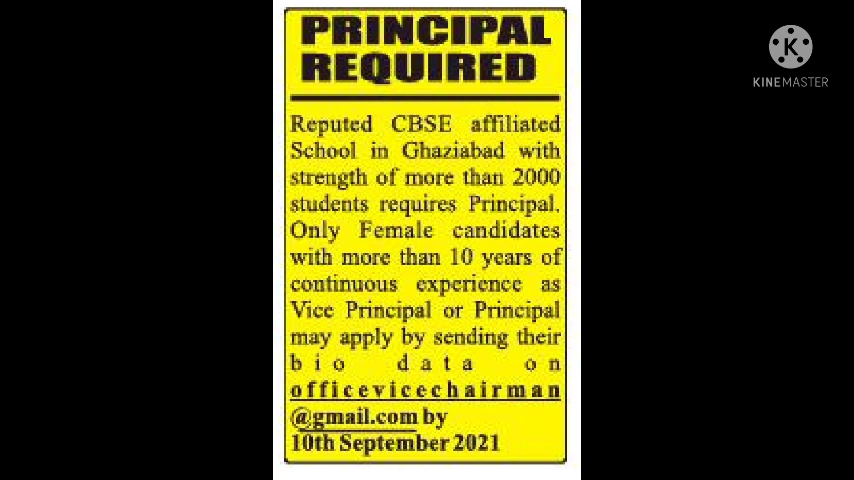 PRINCIPAL
REQUIRED
Reputed CBSE affiliated
School in Ghaziabad with
strength of more than 2000
students requires Principal.
Only Female candidates
with more than 10 years of
continuous experience as
Vice Principal or Principal
may apply by sending their
bio data on
officevicechairman
@gmail.com by
10th September 2021
K
KINEMASTER